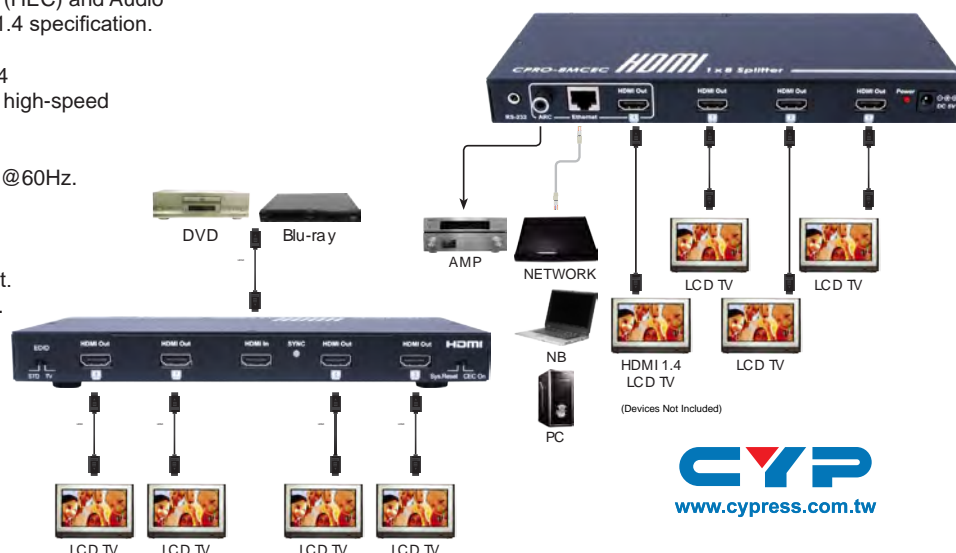 (HEC) and Audio
1.4 specification.
4
high-speed
@60Hz.
t.
.
CPRO-8MCEC HDMI 1 x 8 Splitter
HDMI Out HDMI Out HDMI Out HDMI Out Power
RS-232 ARC Ethernet DC 5V
DVD Blu-ray
AMP
NETWORK
LCD TV LCD TV
NB
HDMI 1.4
LCD TV
LCD TV
(Devices Not Included)
PC
EDID HDMI Out HDMI Out HDMI In SYNC HDMI Out HDMI Out HDMI
STD TV Sys.Reset CEC On
LCD TV LCD TV LCD TV LCD TV
CYP
www.cypress.com.tw